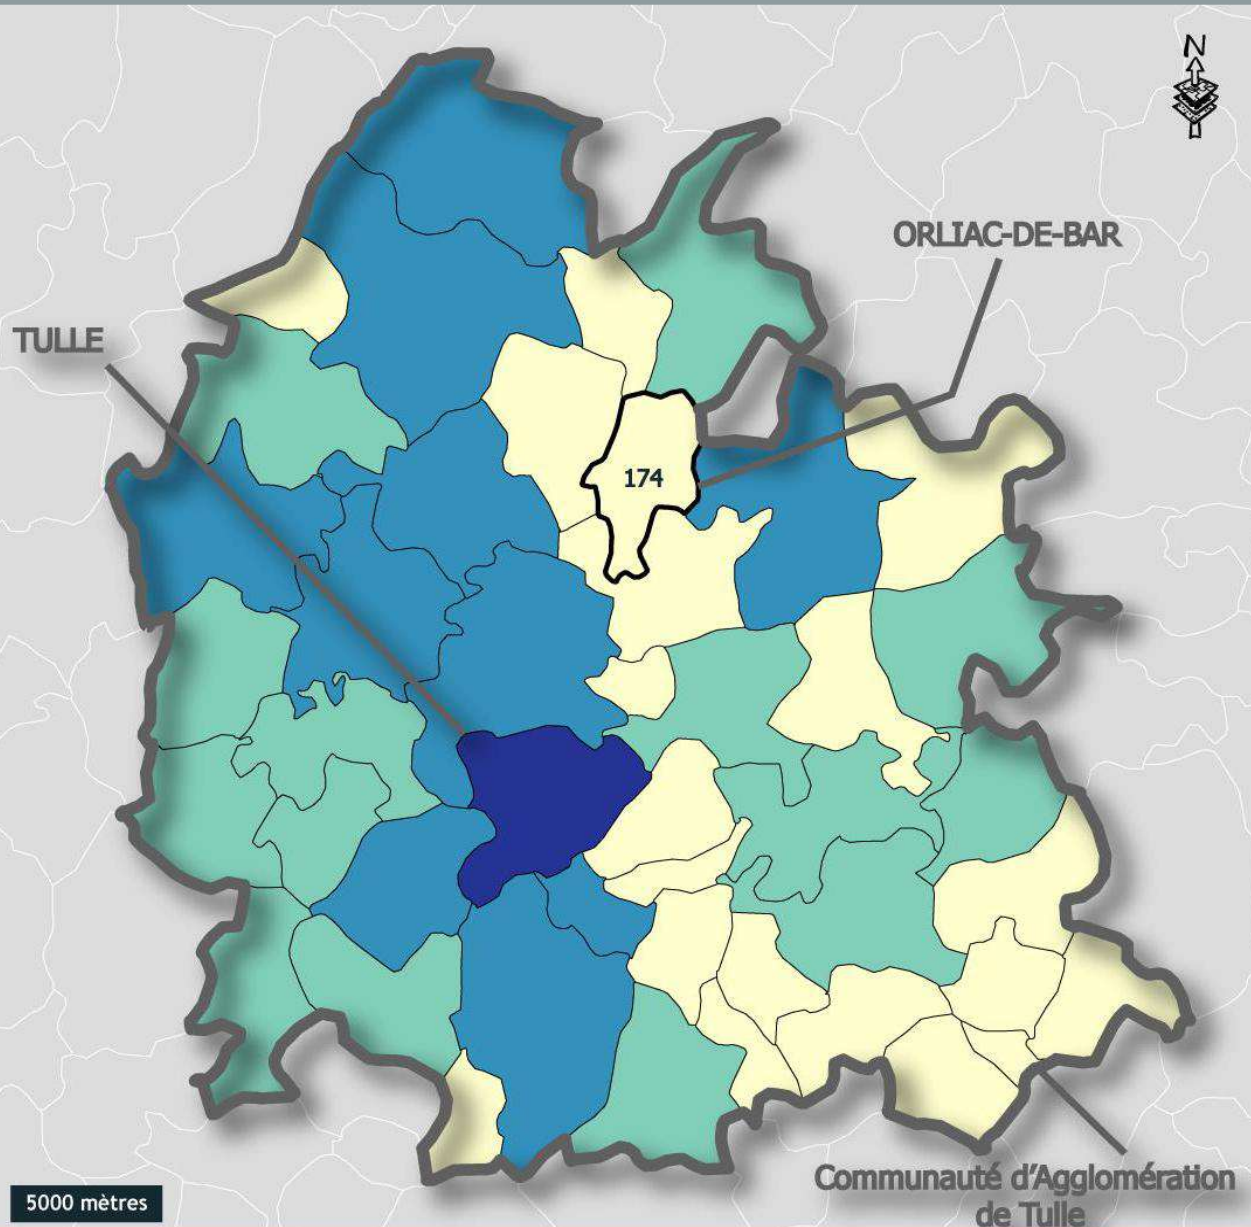 N
ORLIAC-DE-BAR
TULLE
174
Communauté d'Agglomération
de Tulle
5000 mètres